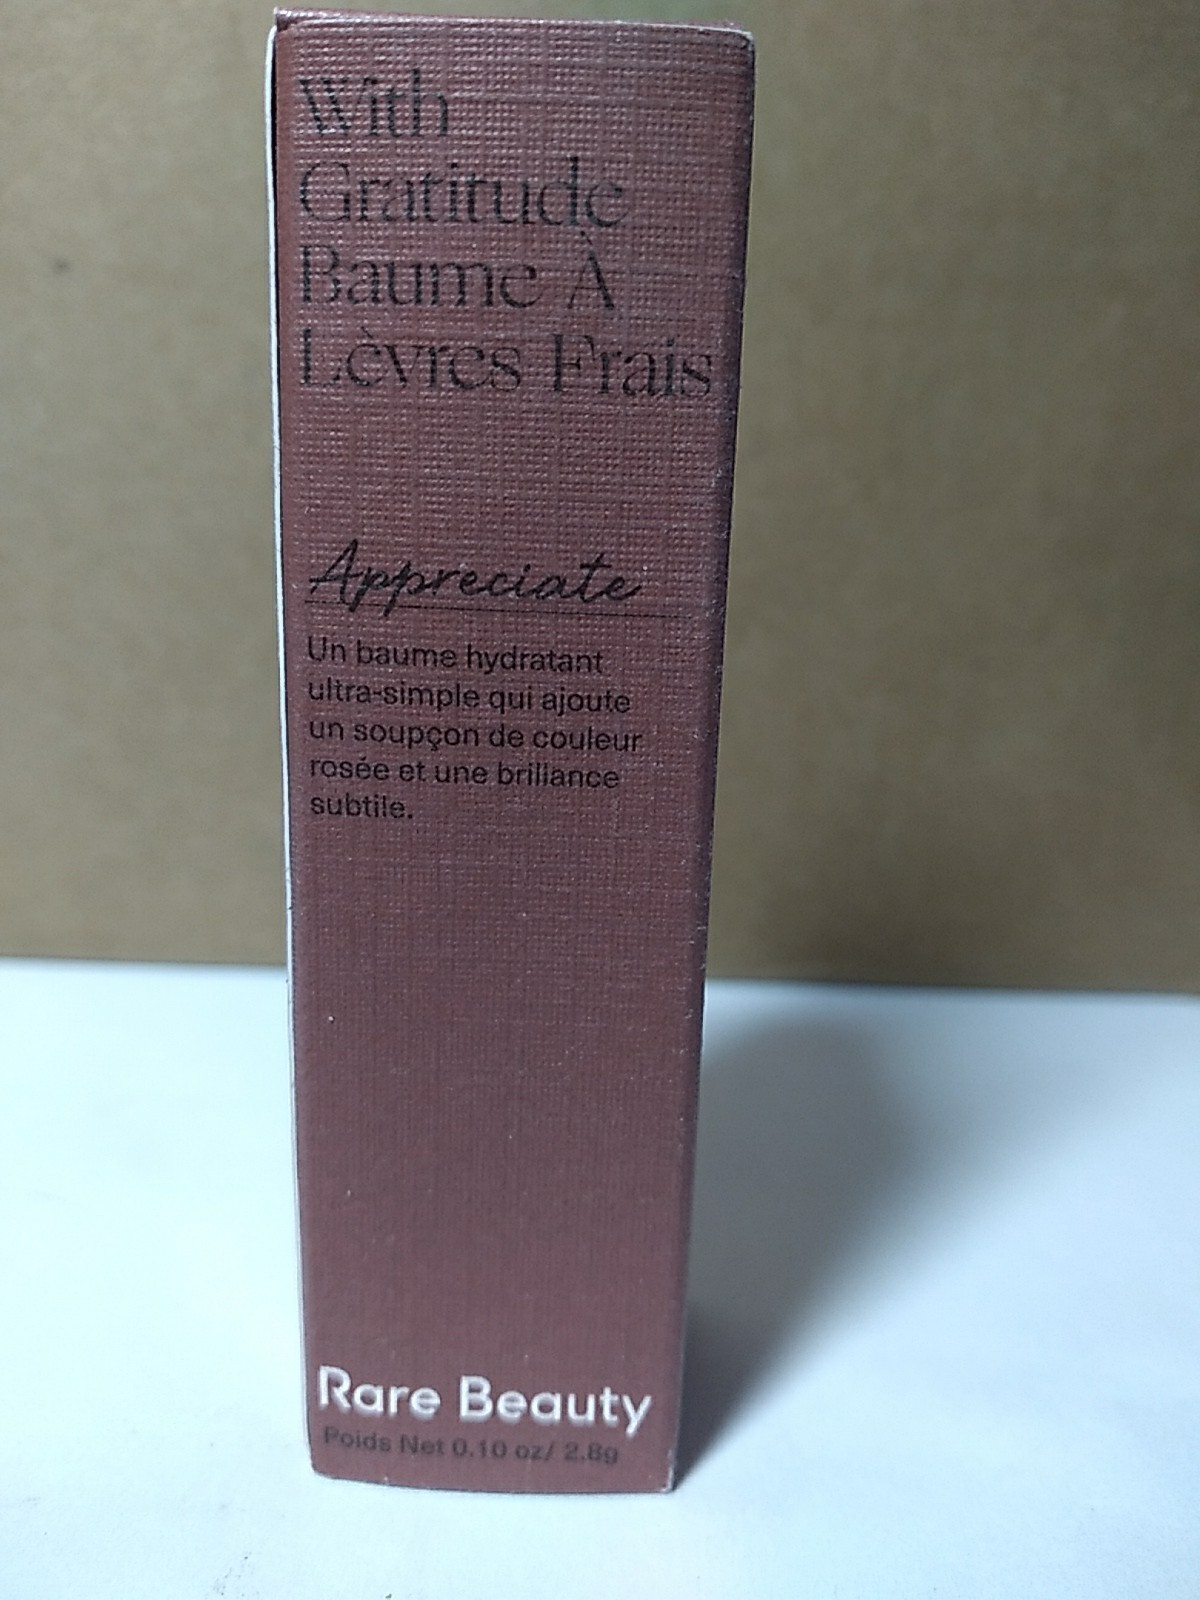 With
Gratitude
Baume À
Lèvres Frais
Appreciate
Un baume hydratant
ultra-simple qui ajoute
un soupçon de couleur
rosée et une brillance
subtile.
Rare Beauty
Poids Net 0.10 oz/ 2.8g